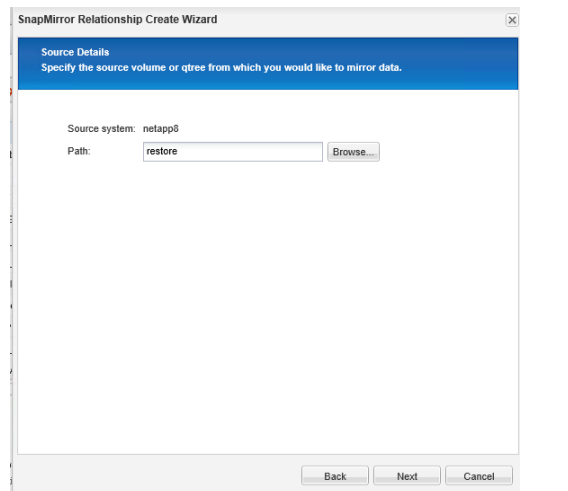 SnapMirror Relationship Create Wizard
Source Details
Specify the source volume or qtree from which you would like to mirror data.
Source system: netapp8
Path: restore Browse...
Back Next Cancel